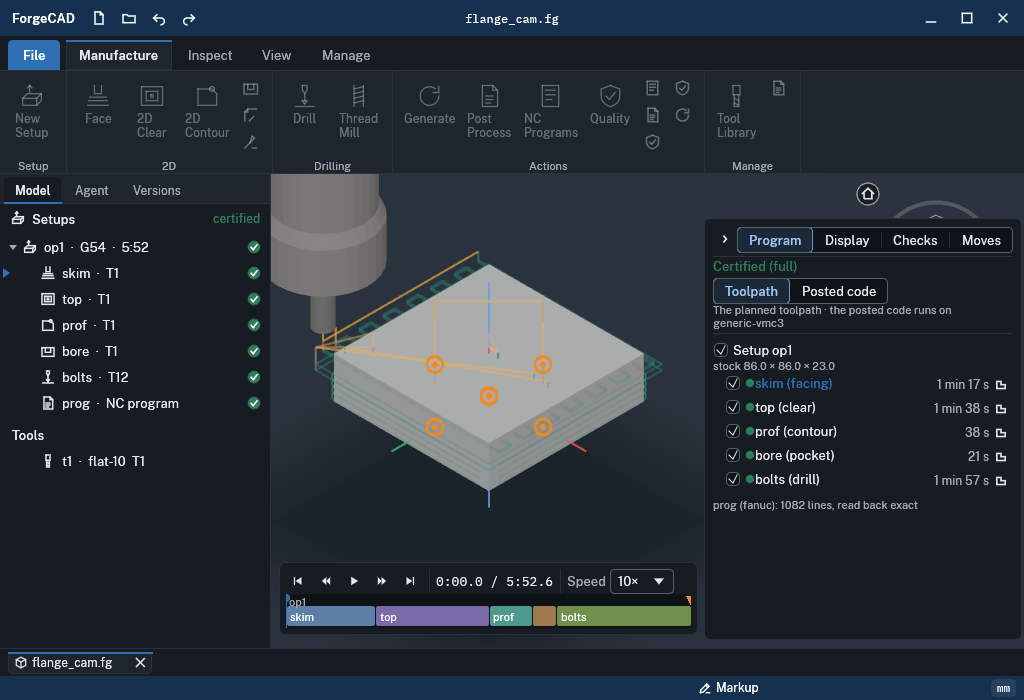 ForgeCAD
flange_cam.fg
File
Manufacture
Inspect
View
Manage
New Setup
Face
2D Clear
2D Contour
Drill
Thread Mill
Generate
Post Process
NC Programs
Quality
Tool Library
Setup
2D
Drilling
Actions
Manage
Model
Agent
Versions
Setups
certified
op1 · G54 · 5:52
skim · T1
top · T1
prof · T1
bore · T1
bolts · T12
prog · NC program
Tools
t1 · flat-10 T1
Program
Display
Checks
Moves
Certified (full)
Toolpath
Posted code
The planned toolpath · the posted code runs on
generic-vmc3
Setup op1
stock 86.0 × 86.0 × 23.0
skim (facing) 1 min 17 s
top (clear) 1 min 38 s
prof (contour) 38 s
bore (pocket) 21 s
bolts (drill) 1 min 57 s
prog (fanuc): 1082 lines, read back exact
0:00.0 / 5:52.6
Speed
10×
op1
skim
top
prof
bolts
flange_cam.fg
Markup
mm